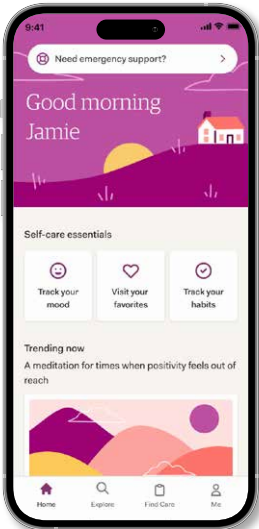 9:41
Need emergency support?
Good morning
Jamie
Self-care essentials
Track your
mood
Visit your
favorites
Track your
habits
Trending now
A meditation for times when positivity feels out of
reach
Home
Explore
Find Care
Me